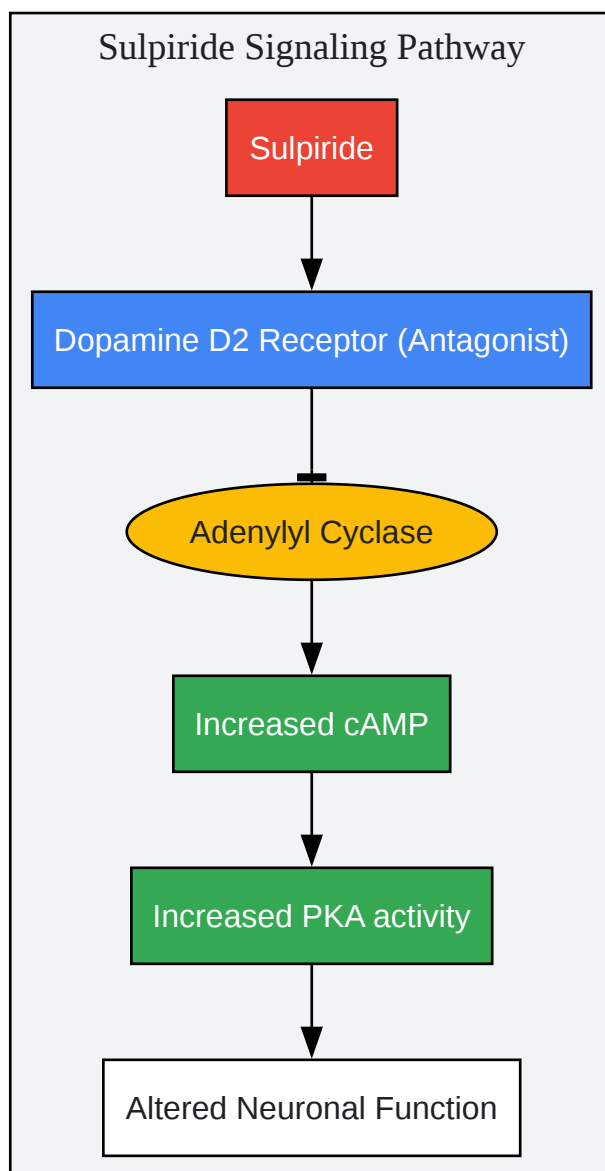 Sulpiride Signaling Pathway
Sulpiride
Dopamine D2 Receptor (Antagonist)
Adenylyl Cyclase
Increased cAMP
Increased PKA activity
Altered Neuronal Function